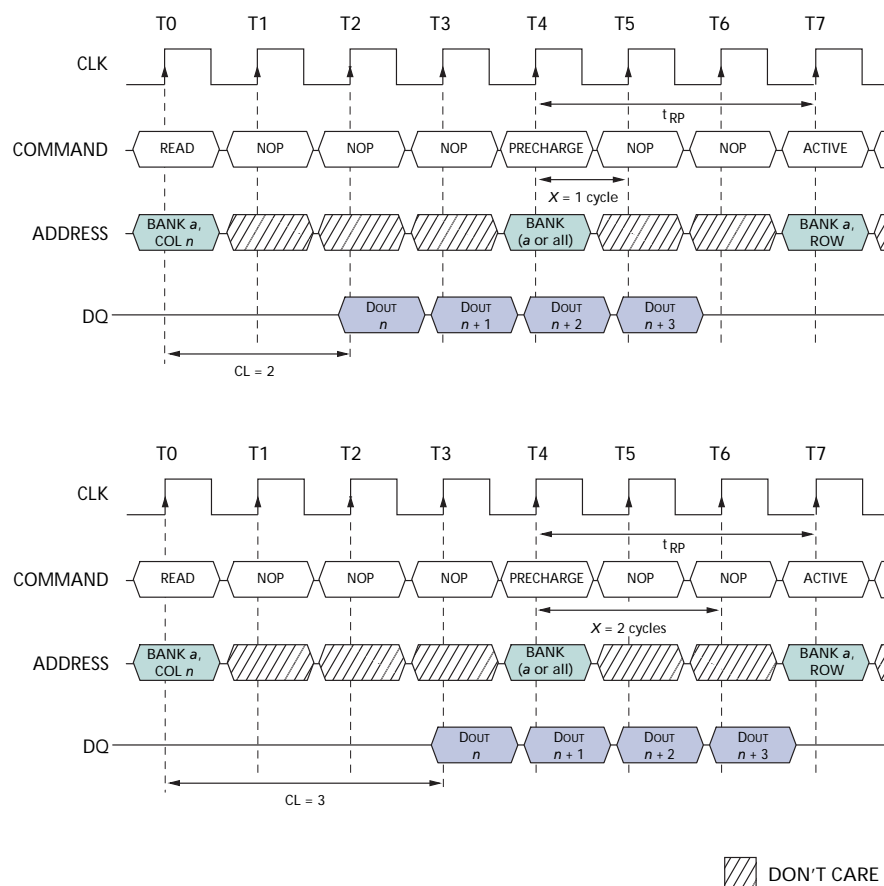 T0 T1 T2 T3 T4 T5 T6 T7
CLK
tRP
COMMAND READ NOP NOP NOP PRECHARGE NOP NOP ACTIVE
X = 1 cycle
ADDRESS BANK a, COL n BANK (a or all) BANK a, ROW
DQ DOUT n DOUT n + 1 DOUT n + 2 DOUT n + 3
CL = 2
T0 T1 T2 T3 T4 T5 T6 T7
CLK
tRP
COMMAND READ NOP NOP NOP PRECHARGE NOP NOP ACTIVE
X = 2 cycles
ADDRESS BANK a, COL n BANK (a or all) BANK a, ROW
DQ DOUT n DOUT n + 1 DOUT n + 2 DOUT n + 3
CL = 3
DON'T CARE